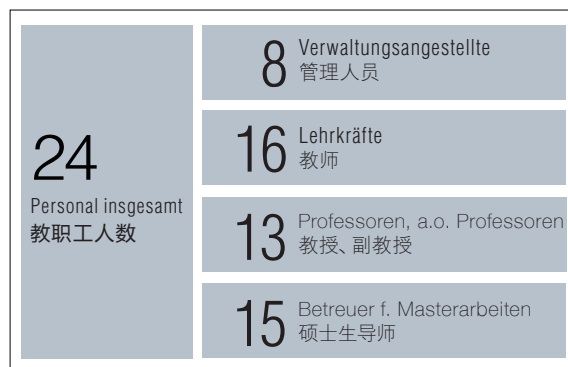 24
Personal insgesamt
教职工人数
8 Verwaltungsangestellte
管理人员
16 Lehrkräfte
教师
13 Professoren, a.o. Professoren
教授、副教授
15 Betreuer f. Masterarbeiten
硕士生导师